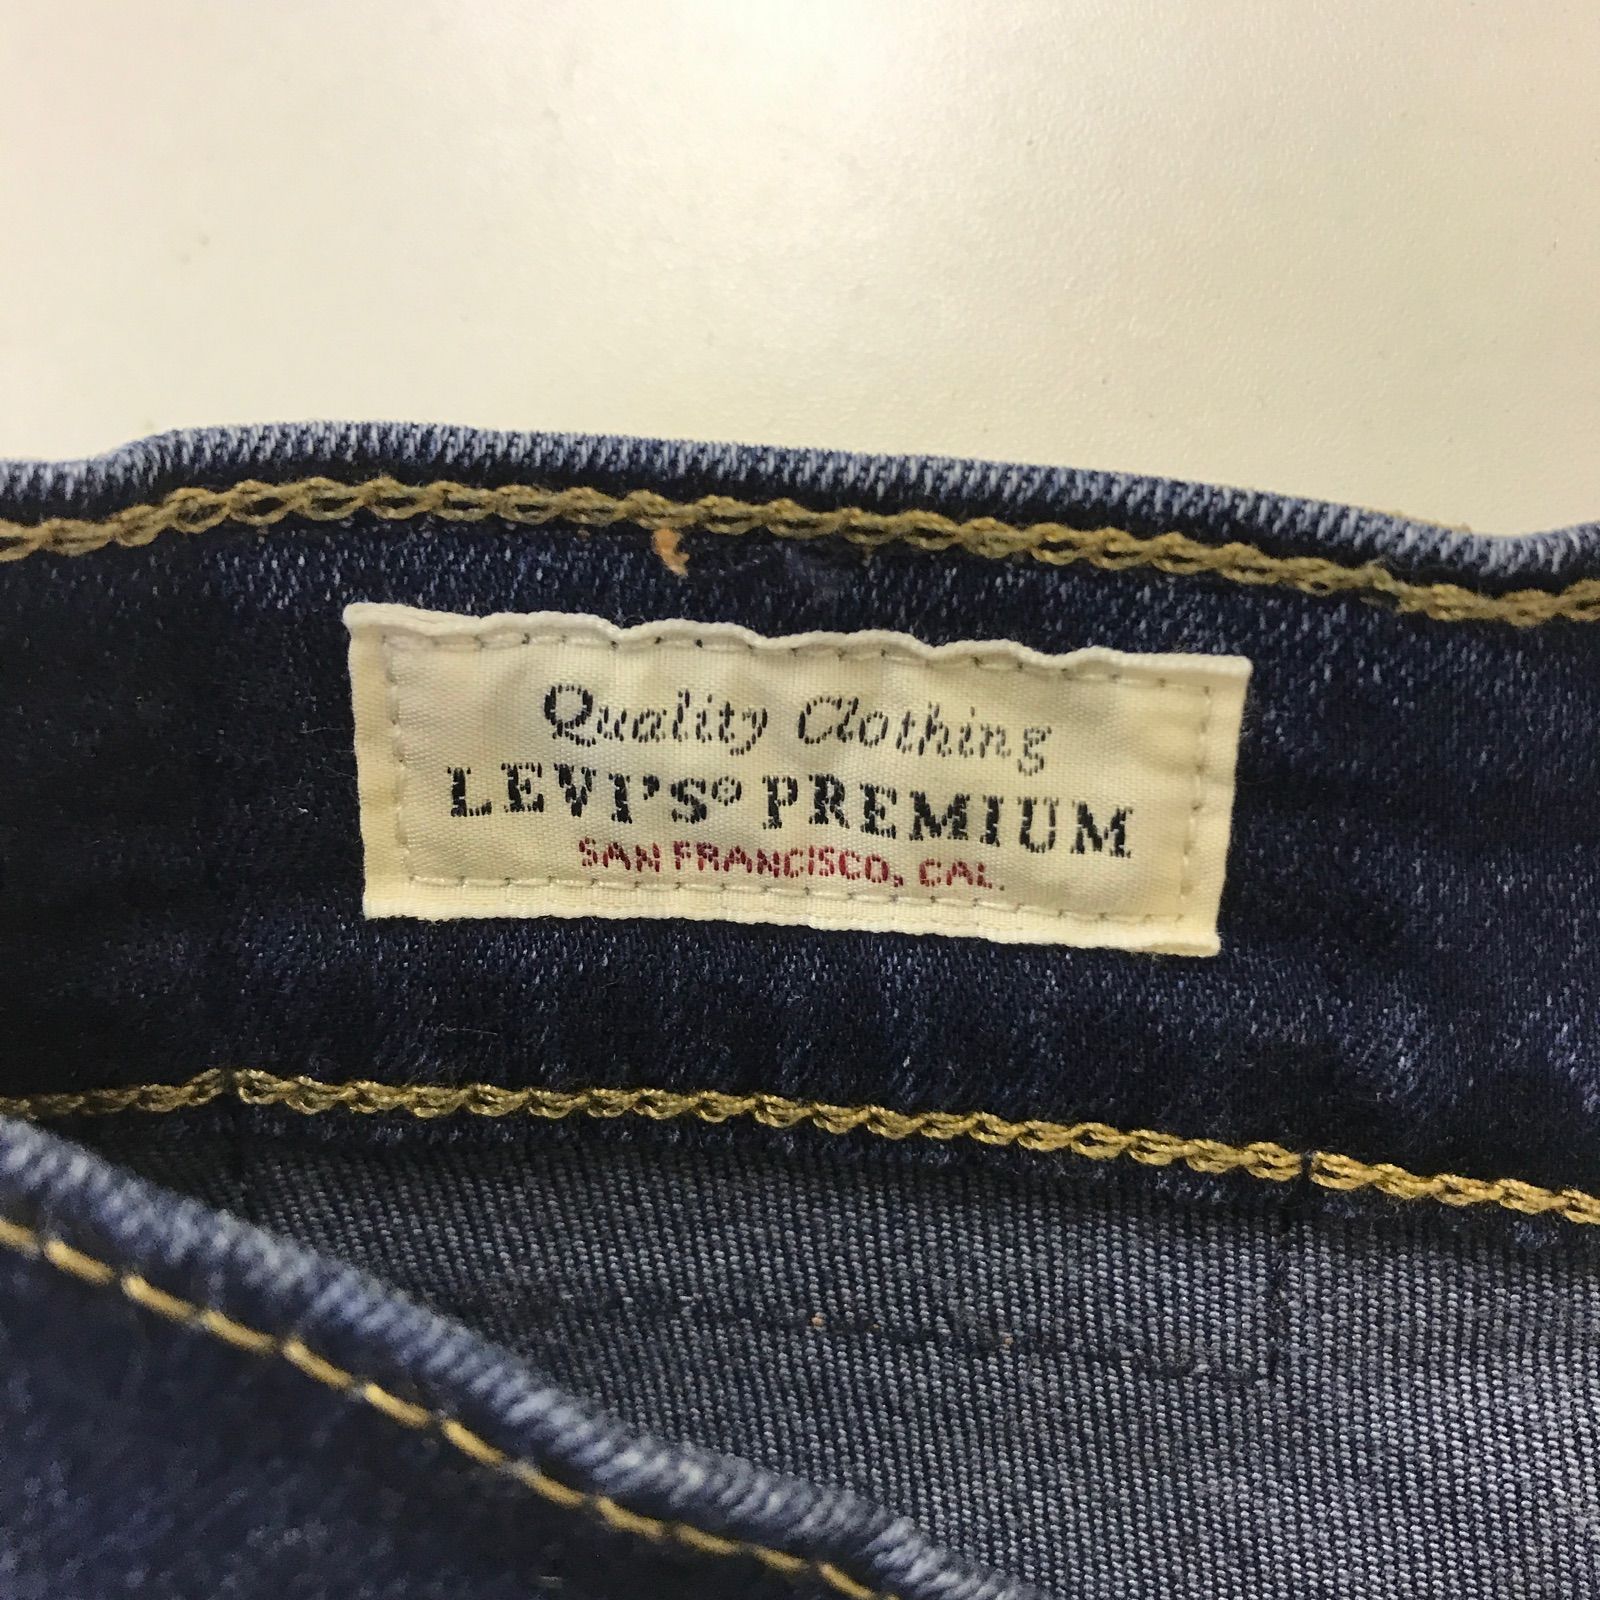 Quality Clothing
LEVI'S® PREMIUM
SAN FRANCISCO, CAL.